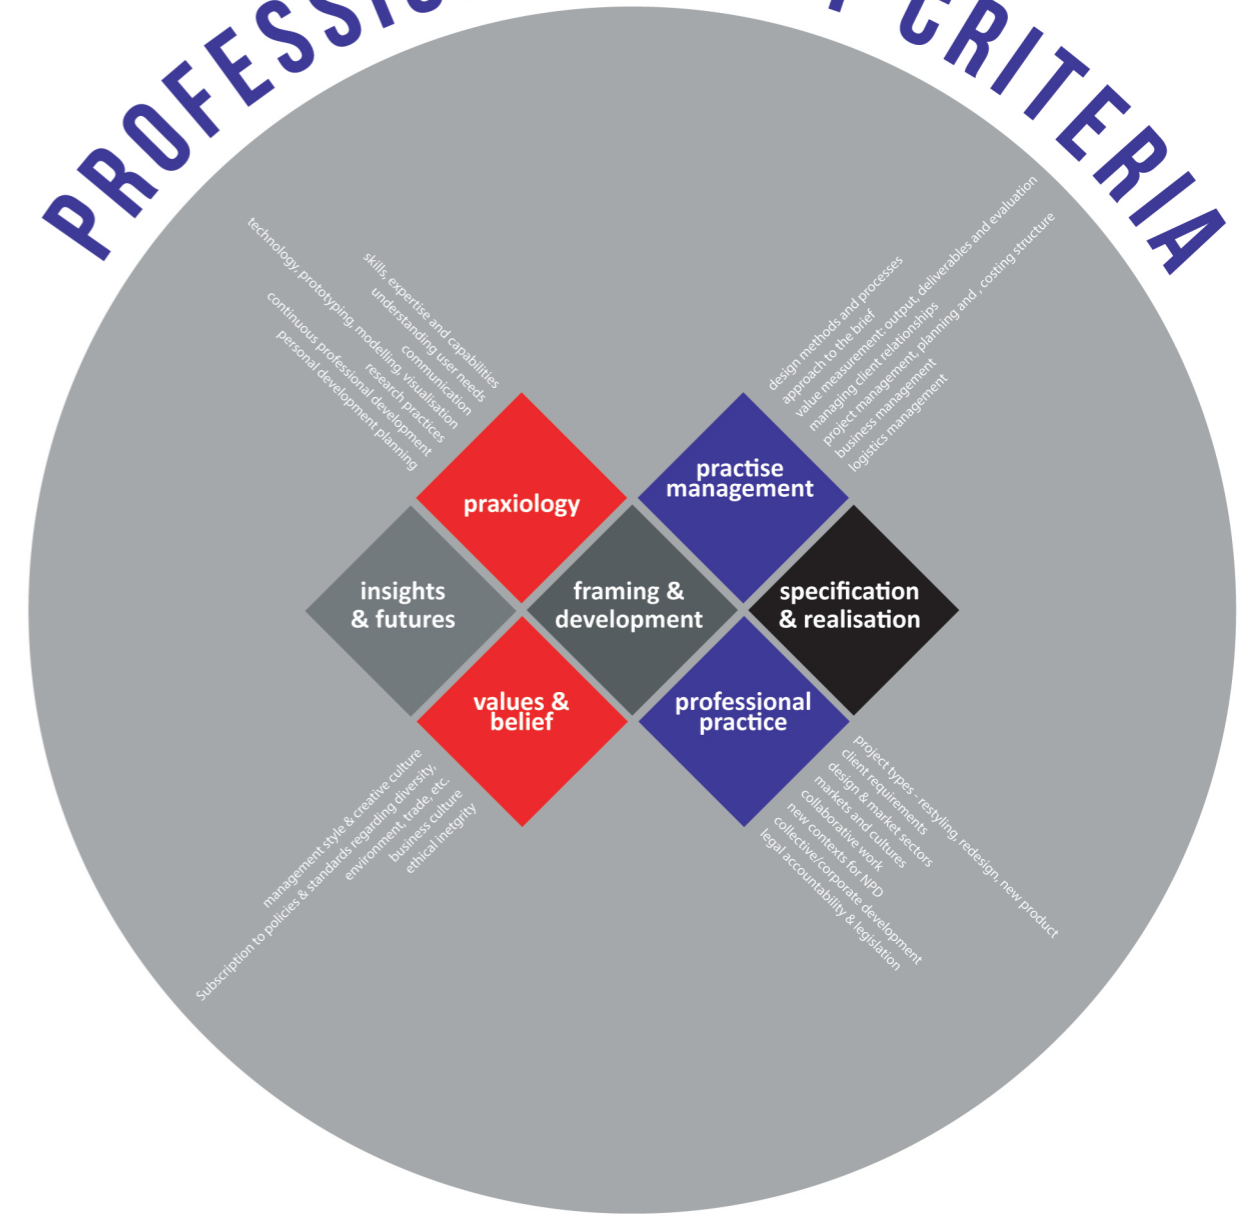 PROFESSI
CRITERIA
skills, expertise and capabilities
understanding user needs
communication
technology, prototyping, modelling, visualisation
research practices
continuous professional development
personal development planning
design methods and processes
approach to the brief
value measurement: output, deliverables and evaluation
managing client relationships
project management, planning and , costing structure
business management
logistics management
praxiology
practise
management
insights
& futures
framing &
development
specification
& realisation
values &
belief
professional
practice
management style & creative culture
Subscription to policies & standards regarding diversity,
environment, trade, etc.
business culture
ethical inetgrity
project types - restyling, redesign, new product
client requirements
design & market sectors
markets and cultures
collaborative work
new contexts for NPD
collective/corporate development
legal accountability & legislation